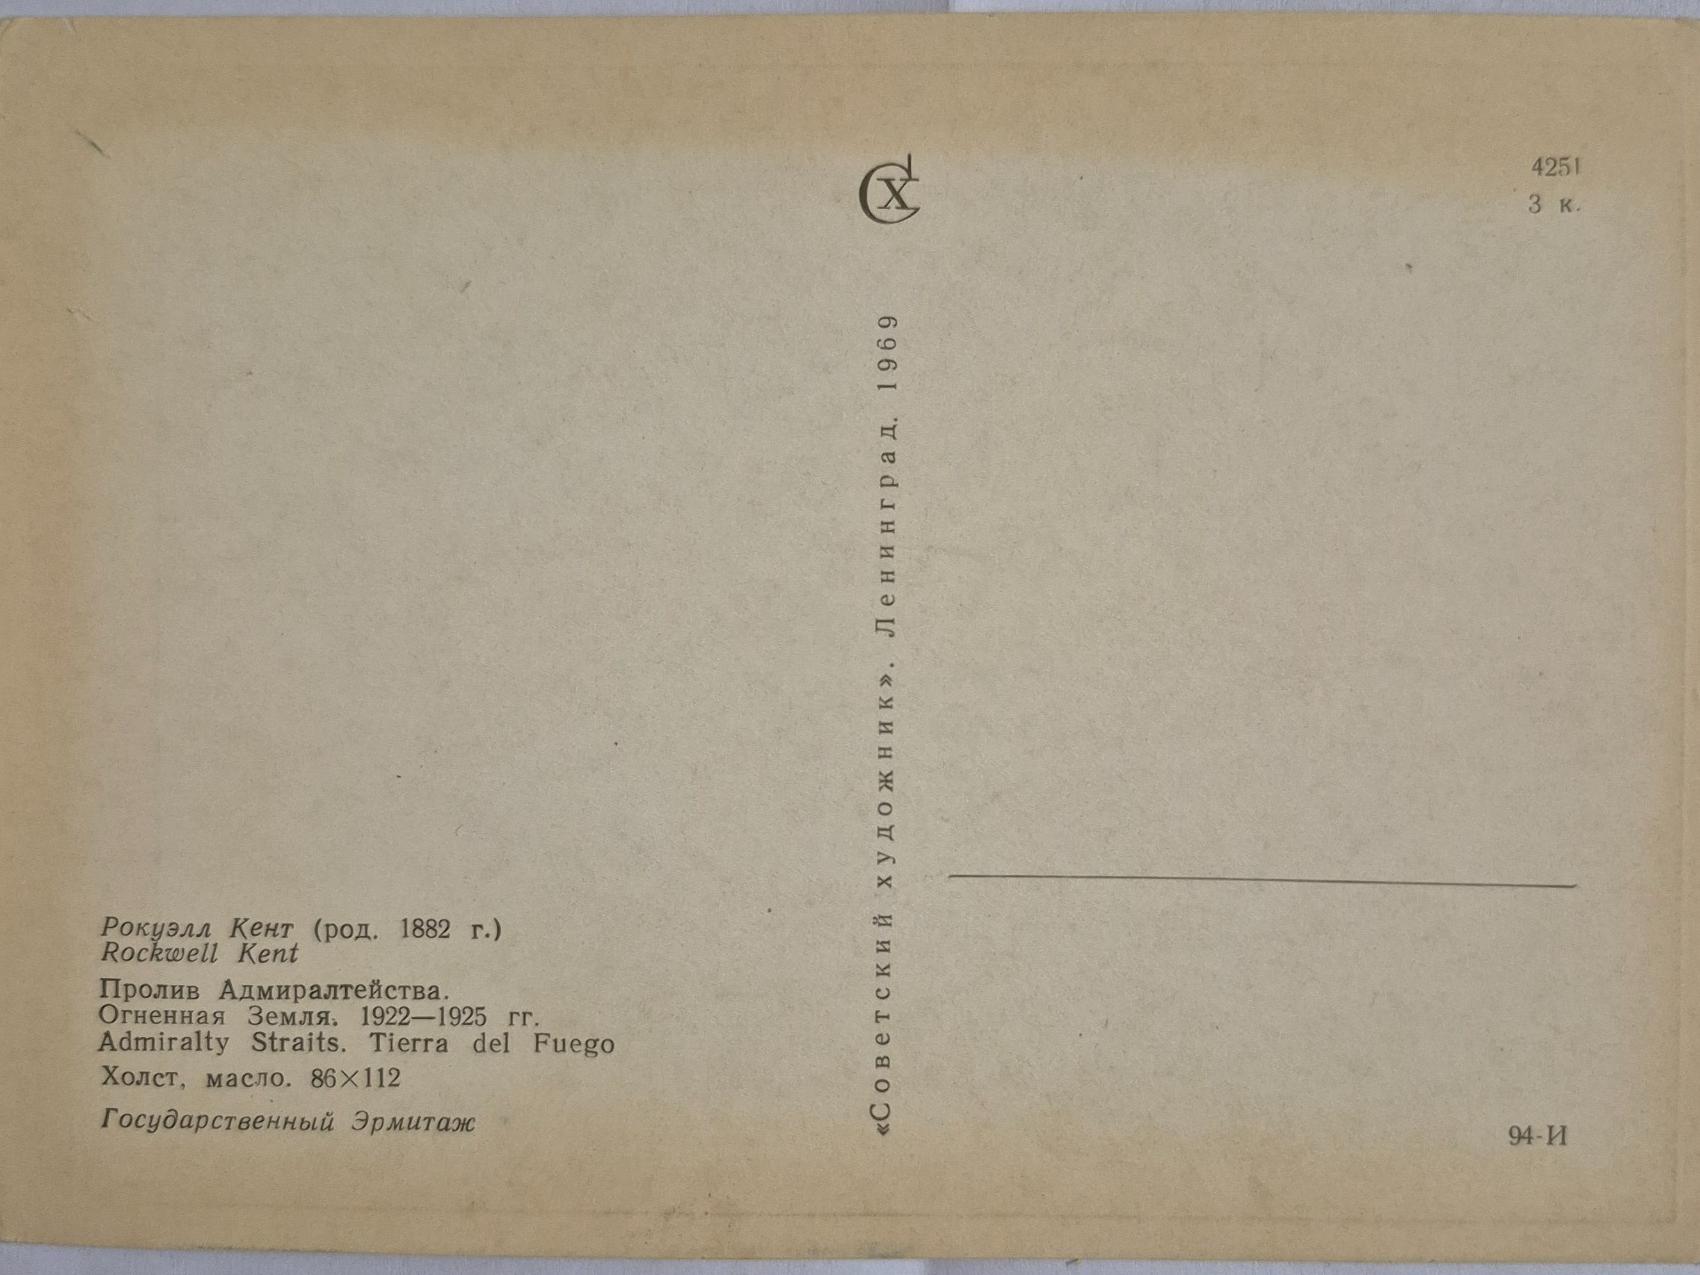 Рокуэлл Кент (род. 1882 г.)
Rockwell Kent
Пролив Адмиралтейства.
Огненная Земля. 1922—1925 гг.
Admiralty Straits. Tierra del Fuego
Холст, масло. 86×112
Государственный Эрмитаж
СХ
«Советский художник». Ленинград. 1969
4251
3 к.
94-И